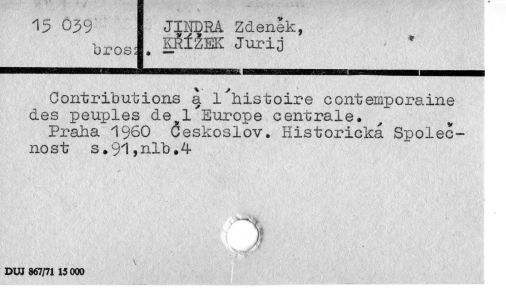 15 039 JINDRA Zdeněk,
brosz. KŘÍŽEK Jurij
Contributions à l'histoire contemporaine
des peuples de l'Europe centrale.
Praha 1960 Českoslov. Historická Společ-
nost s.91,nlb.4
DUJ 867/71 15 000